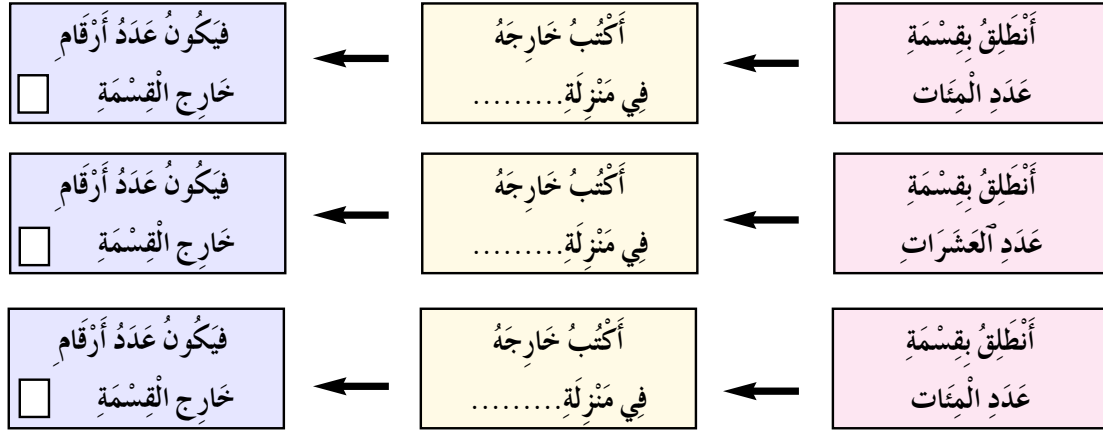 أَنْطَلِقُ بِقِسْمَةِ
عَدَدِ الْمِئَات
أَكْتُبُ خَارِجَهُ
فِي مَنْزِلَةِ.........
فَيَكُونُ عَدَدُ أَرْقَامِ
خَارِجِ الْقِسْمَةِ
أَنْطَلِقُ بِقِسْمَةِ
عَدَدِ ٱلعَشَرَاتِ
أَكْتُبُ خَارِجَهُ
فِي مَنْزِلَةِ.........
فَيَكُونُ عَدَدُ أَرْقَامِ
خَارِجِ الْقِسْمَةِ
أَنْطَلِقُ بِقِسْمَةِ
عَدَدِ الْمِئَات
أَكْتُبُ خَارِجَهُ
فِي مَنْزِلَةِ.........
فَيَكُونُ عَدَدُ أَرْقَامِ
خَارِجِ الْقِسْمَةِ